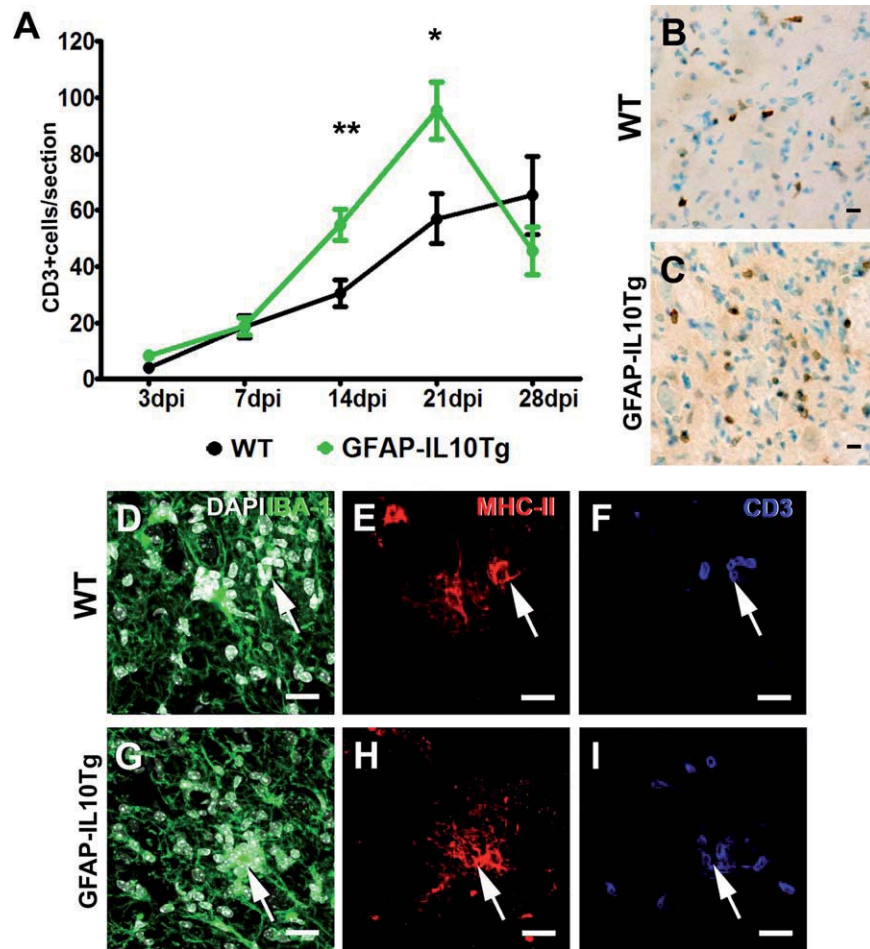 A
CD3+cells/section
120
100
80
60
40
20
0
**
*
3dpi 7dpi 14dpi 21dpi 28dpi
WT GFAP-IL10Tg
B
WT
C
GFAP-IL10Tg
WT
D DAPI IBA-1
E MHC-II
F CD3
GFAP-IL10Tg
G
H
I